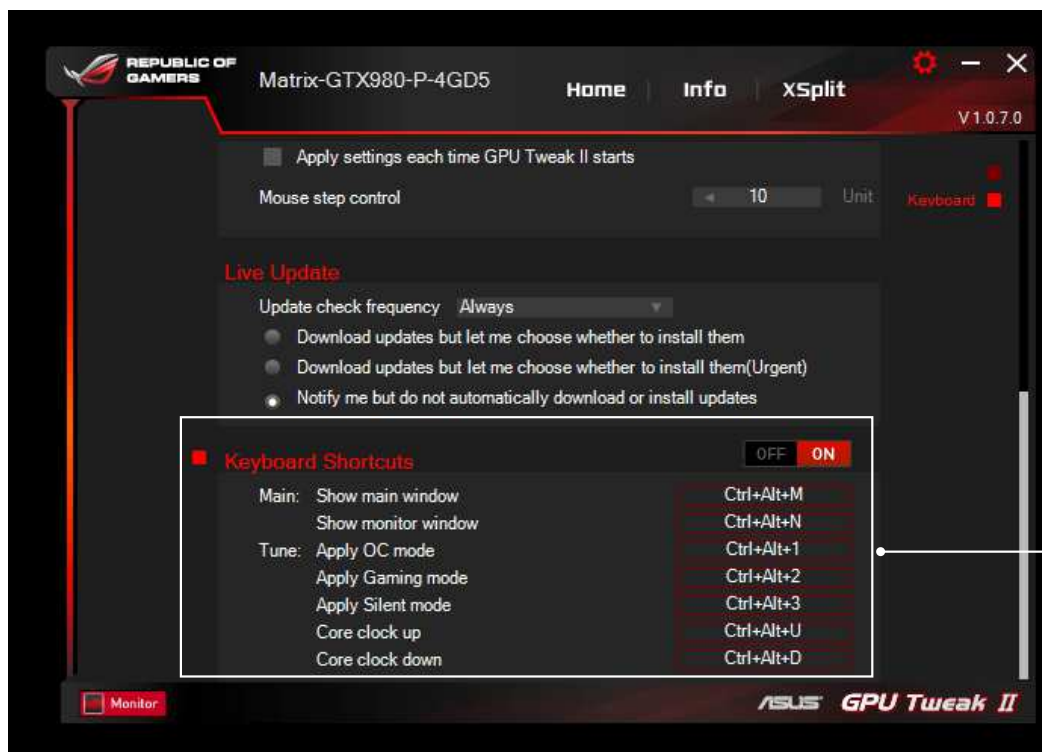 REPUBLIC OF
GAMERS
Matrix-GTX980-P-4GD5
Home Info XSplit
V 1.0.7.0
Apply settings each time GPU Tweak II starts
Mouse step control 10 Unit
Keyboard
Live Update
Update check frequency Always
Download updates but let me choose whether to install them
Download updates but let me choose whether to install them(Urgent)
Notify me but do not automatically download or install updates
Keyboard Shortcuts OFF ON
Main: Show main window Ctrl+Alt+M
Show monitor window Ctrl+Alt+N
Tune: Apply OC mode Ctrl+Alt+1
Apply Gaming mode Ctrl+Alt+2
Apply Silent mode Ctrl+Alt+3
Core clock up Ctrl+Alt+U
Core clock down Ctrl+Alt+D
Monitor
ASUS GPU Tweak II